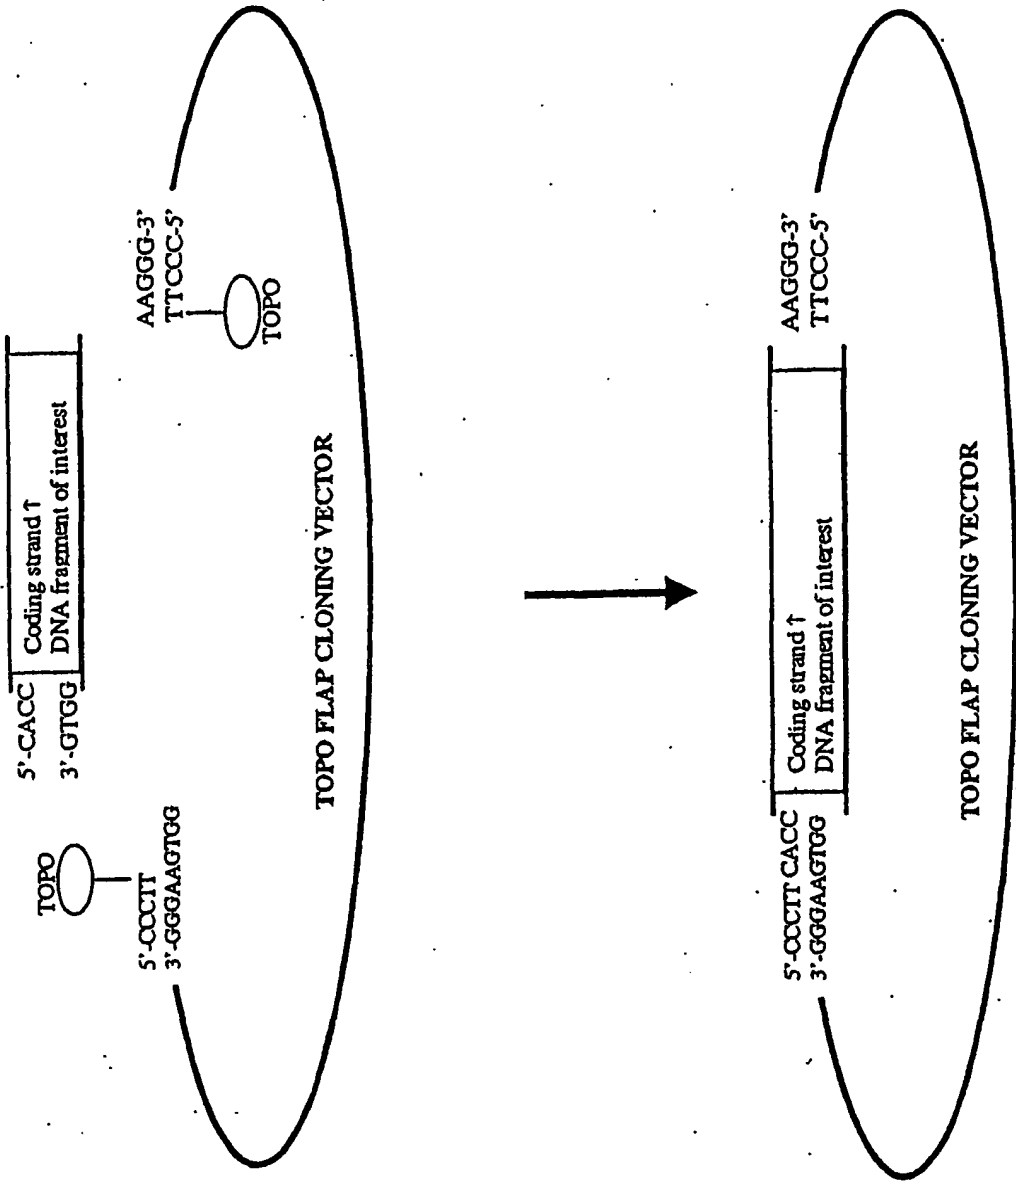 5'-CACC
3'-GTGG
Coding strand ↑
DNA fragment of interest
TOPO
5'-CCCTT
3'-GGGAAGTGG
AAGGG-3'
TTCCC-5'
TOPO
TOPO FLAP CLONING VECTOR
5'-CCCTT CACC
3'-GGGAAGTGG
Coding strand ↑
DNA fragment of interest
AAGGG-3'
TTCCC-5'
TOPO FLAP CLONING VECTOR